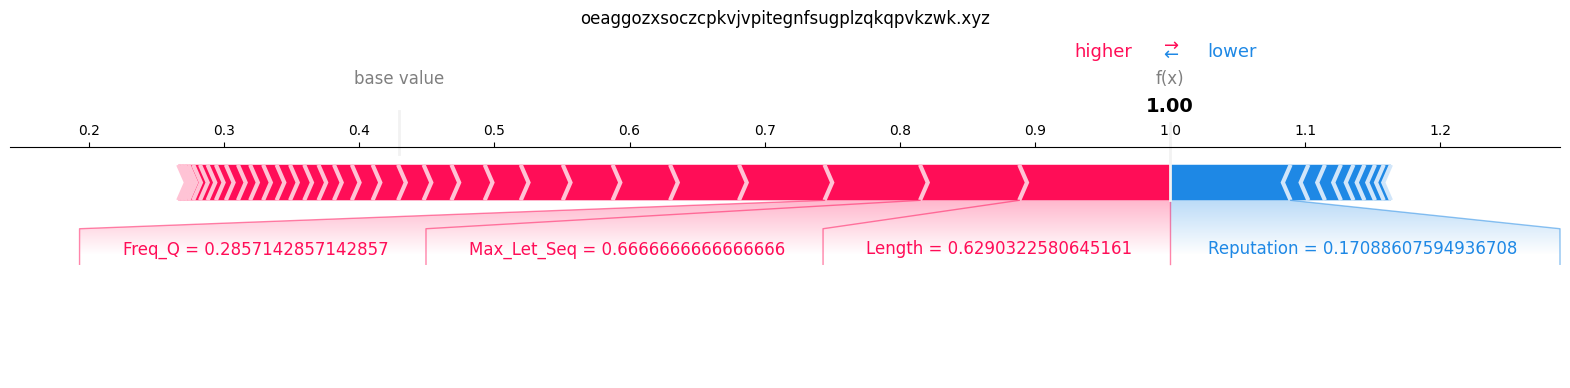 oeaggozxsoczcpkvjvpitegnfsugplzqkqpvkzwk.xyz
higher ⇄ lower
base value f(x)
1.00
0.2 0.3 0.4 0.5 0.6 0.7 0.8 0.9 1.0 1.1 1.2
Freq_Q = 0.2857142857142857 Max_Let_Seq = 0.6666666666666666 Length = 0.6290322580645161 Reputation = 0.17088607594936708